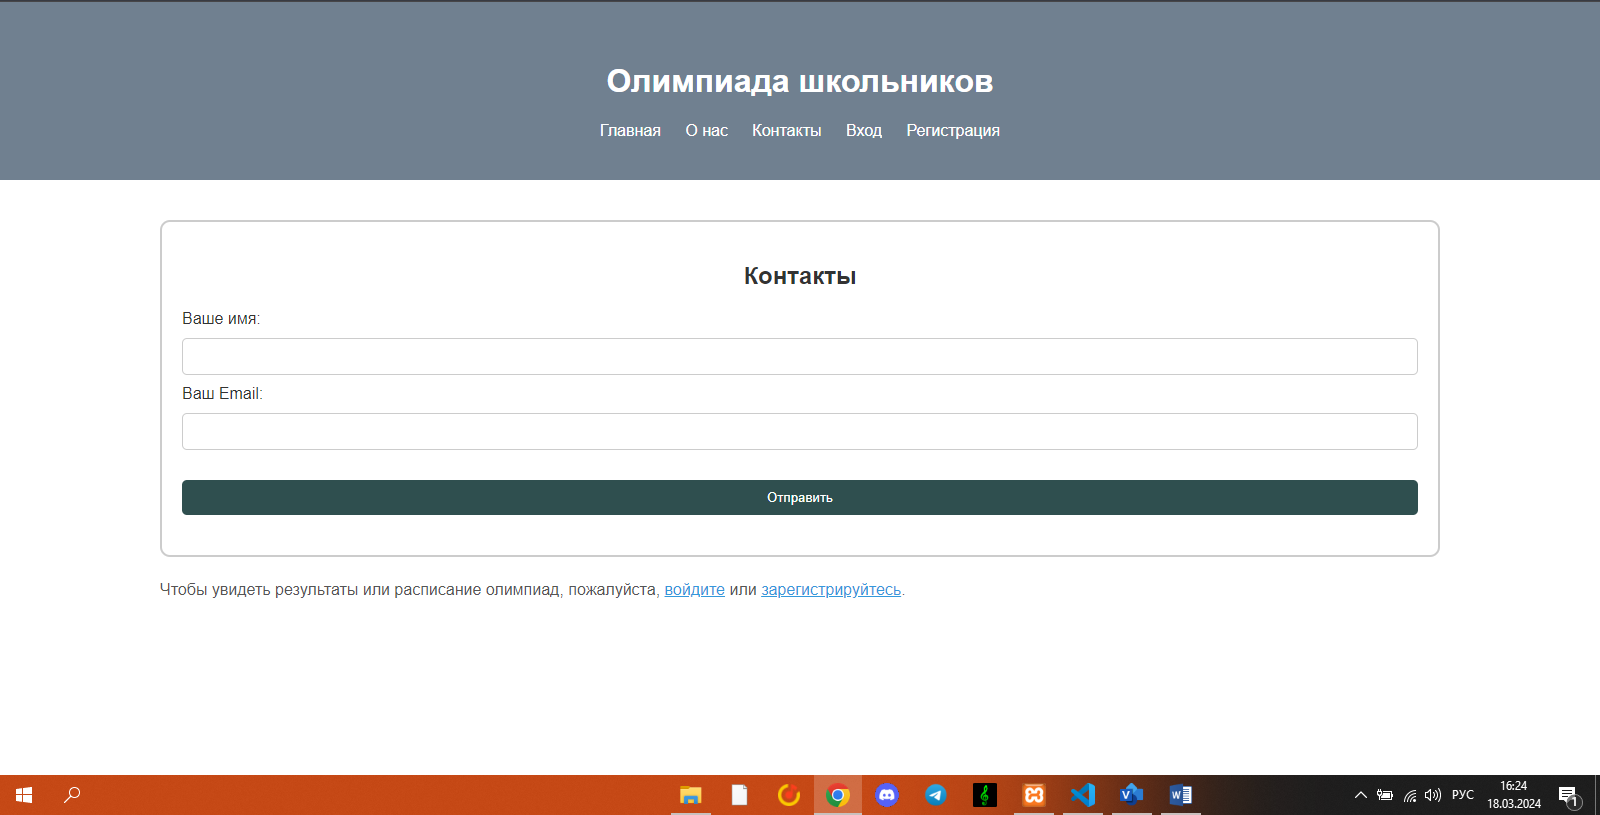 Олимпиада школьников
Главная О нас Контакты Вход Регистрация
Контакты
Ваше имя:
Ваш Email:
Отправить
Чтобы увидеть результаты или расписание олимпиад, пожалуйста, войдите или зарегистрируйтесь.
РУС
16:24
18.03.2024
1